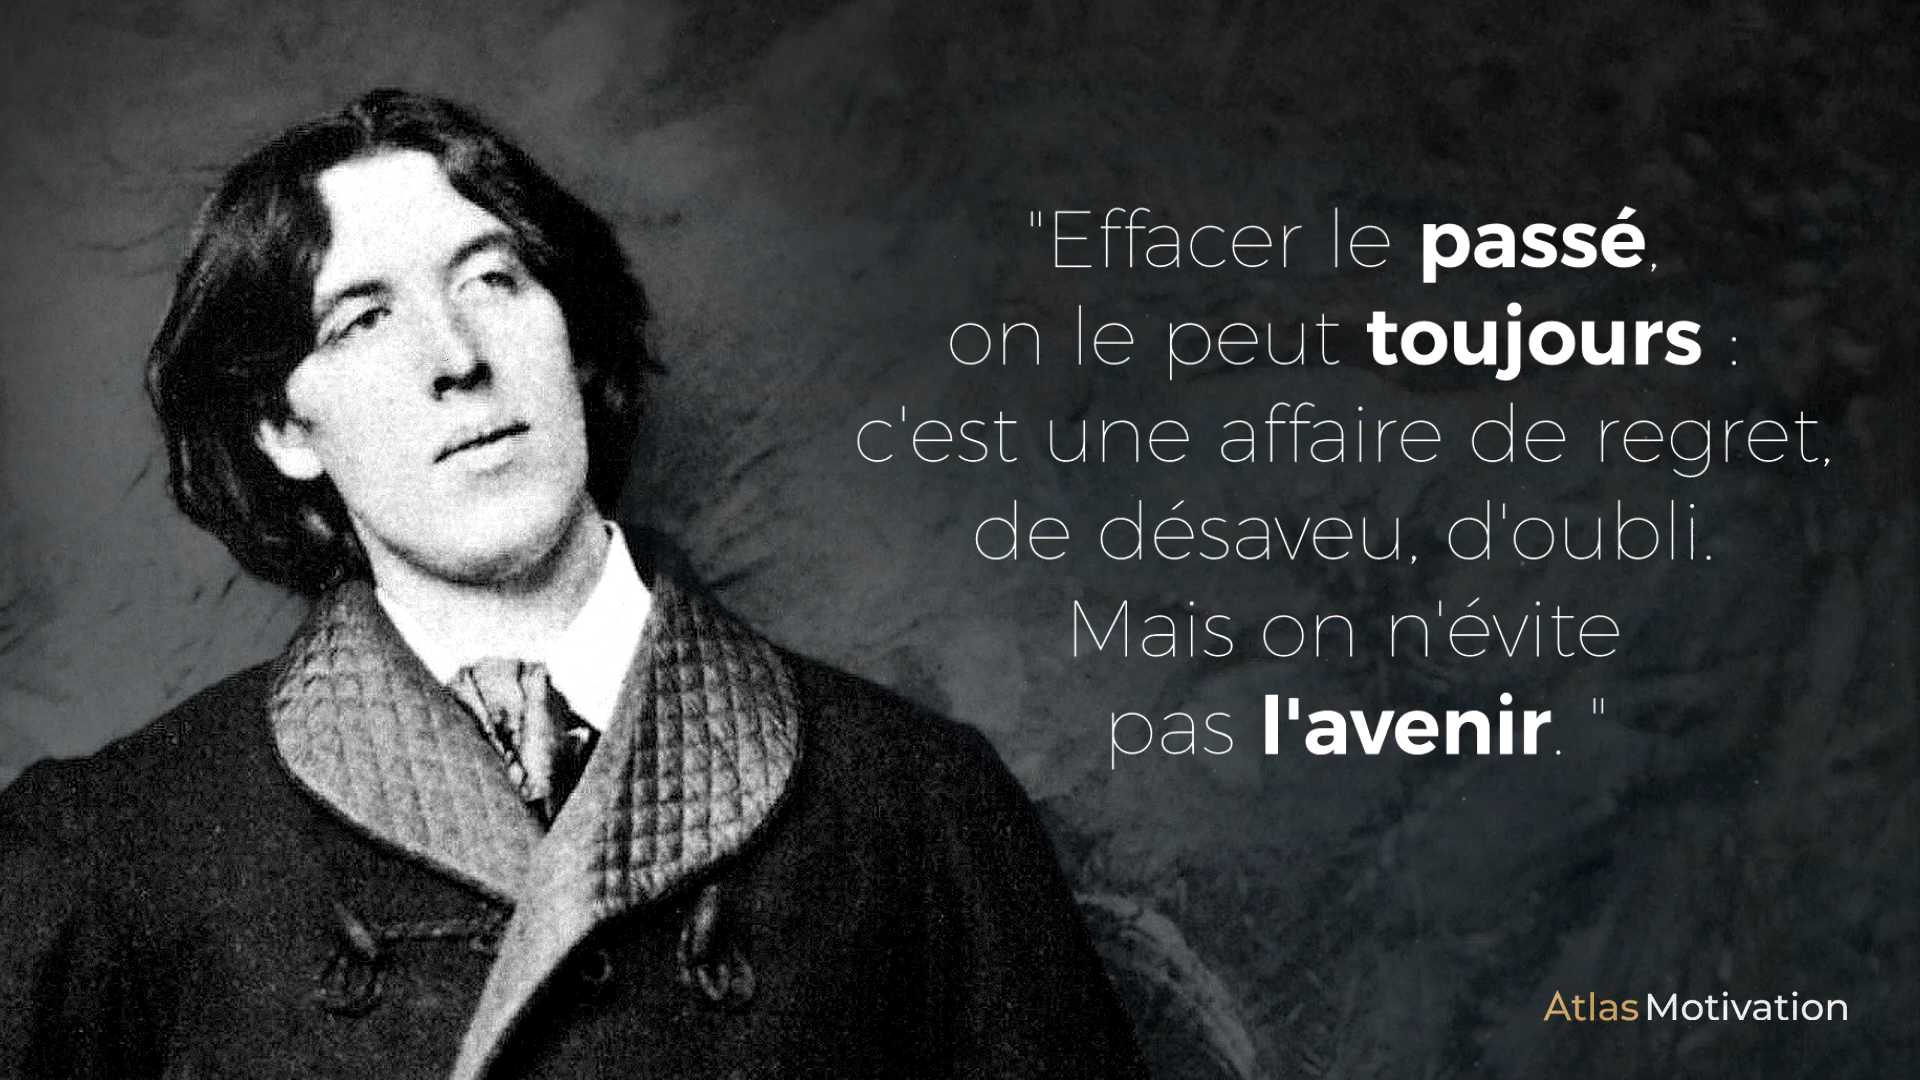 "Effacer le passé,
on le peut toujours :
c'est une affaire de regret,
de désaveu, d'oubli.
Mais on n'évite
pas l'avenir. "
Atlas Motivation